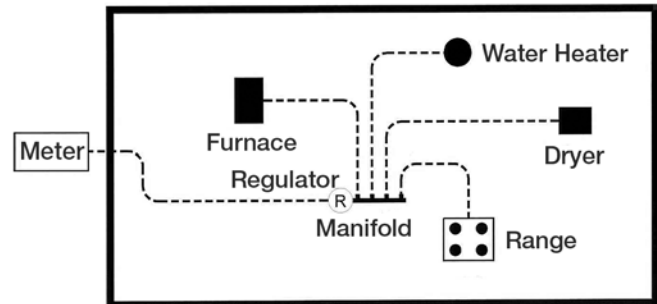 Water Heater
Furnace
Dryer
Meter
Regulator
R
Manifold
Range